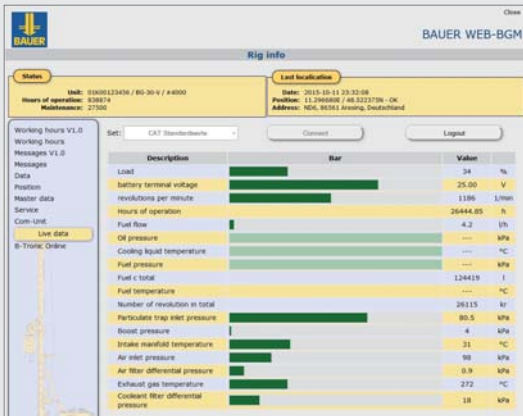 Close
BAUER
BAUER WEB-BGM
Rig info
Status
Unit: 01K00123456 / BG-30-V / #4000
Hours of operation: 838874
Maintenance: 27500
Last localication
Date: 2015-10-11 23:32:08
Position: 11.296680E / 48.522375N - OK
Address: ND6, 86561 Aresing, Deutschland
Working hours V1.0
Working hours
Messages V1.0
Messages
Data
Position
Master data
Service
Com-Unit
Live data
B-Tronic Online
Set: CAT Standardwerte Connect Logout
Description Bar Value
Load 34 %
battery terminal voltage 25.00 V
revolutions per minute 1186 1/min
Hours of operation 26444.85 h
Fuel flow 4.2 l/h
Oil pressure --- kPa
Cooling liquid temperature --- °C
Fuel pressure --- kPa
Fuel c total 124419 l
Fuel temperature --- °C
Number of revolution in total 26115 kr
Particulate trap inlet pressure 80.5 kPa
Boost pressure 4 kPa
Intake manifold temperature 31 °C
Air inlet pressure 98 kPa
Air filter differential pressure 0.9 kPa
Exhaust gas temperature 272 °C
Cooleant filter differential
pressure 18 kPa